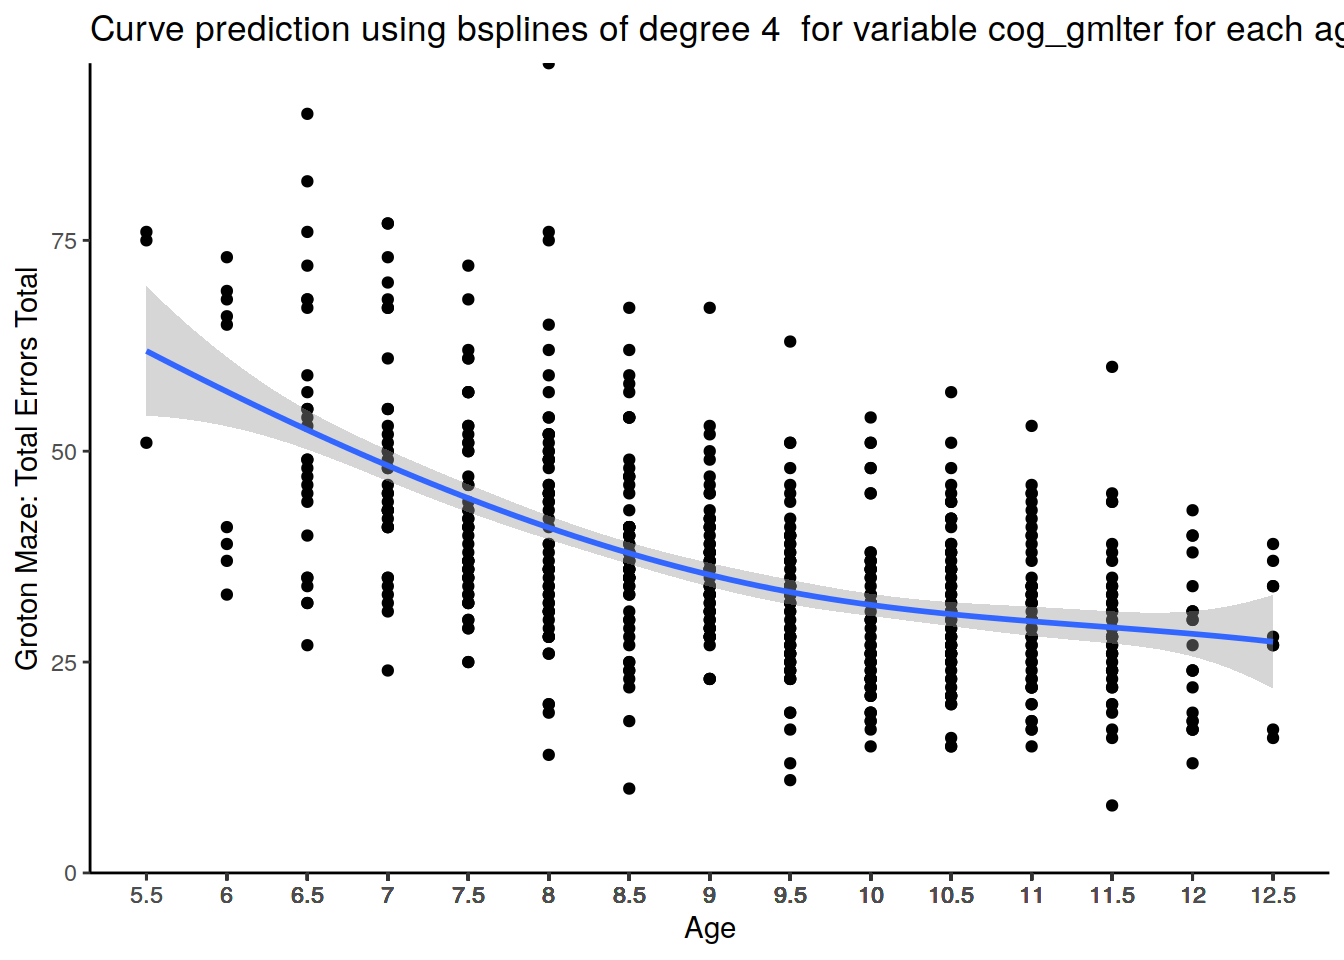 Curve prediction using bsplines of degree 4  for variable cog_gmlter for each ag
Groton Maze: Total Errors Total
75
50
25
0
5.5 6 6.5 7 7.5 8 8.5 9 9.5 10 10.5 11 11.5 12 12.5
Age